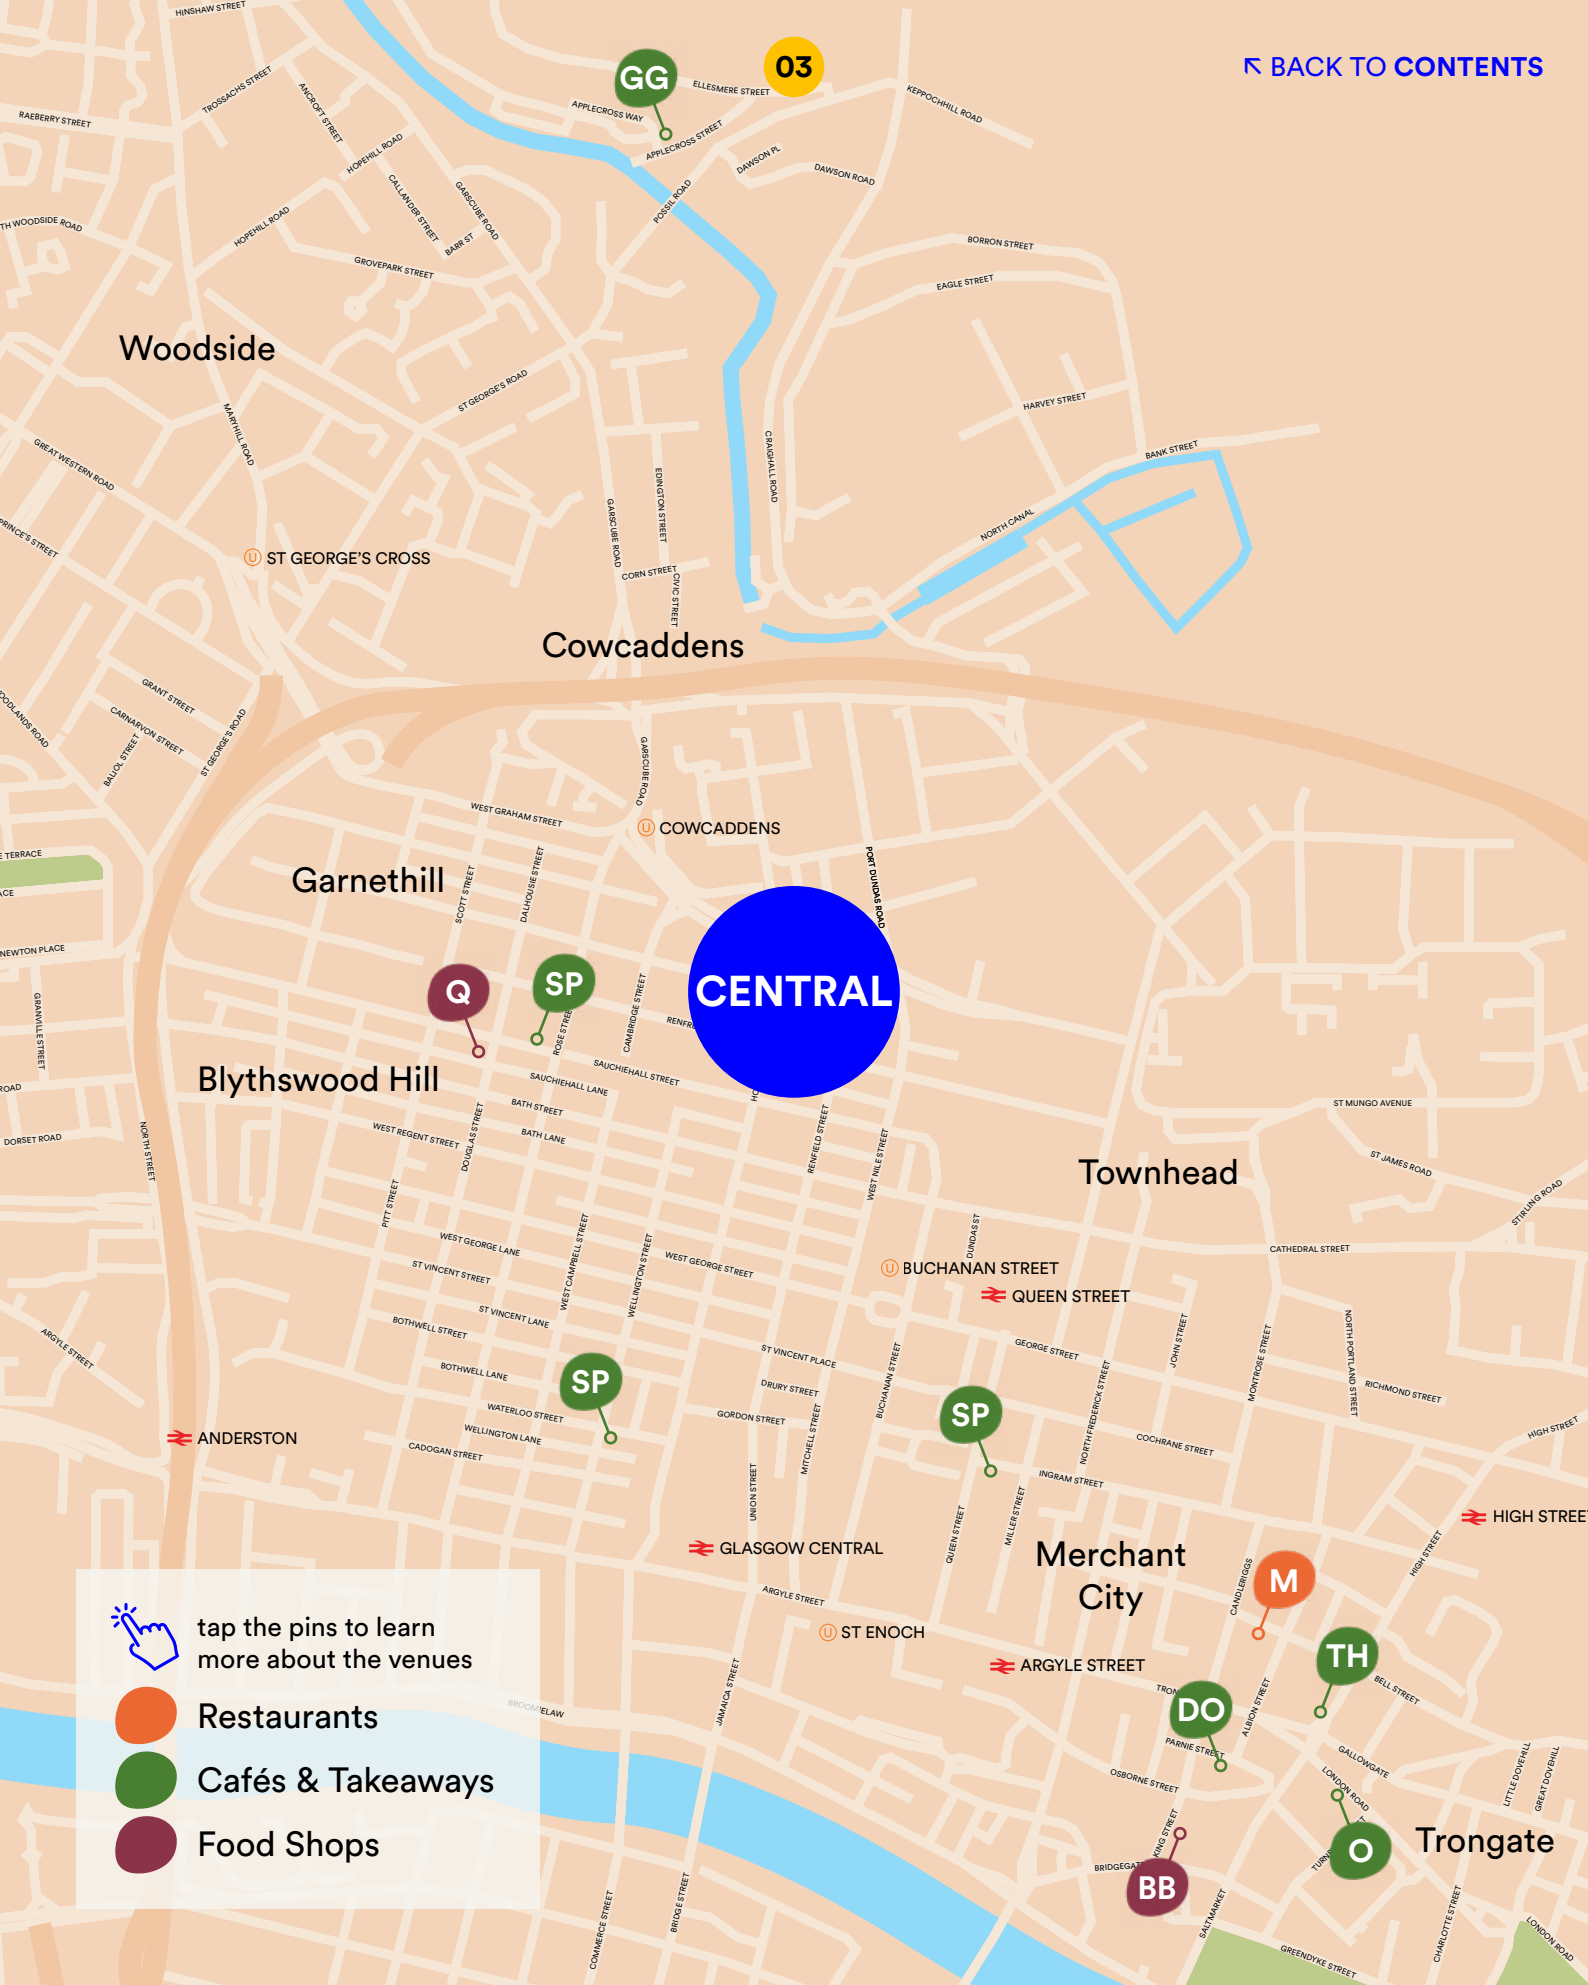 HINSHAW STREET
GG
03
BACK TO CONTENTS
ELLESMERE STREET
TROSSACHS STREET
ANCROFT STREET
APPLECROSS WAY
KEPPOCHHILL ROAD
RAEBERRY STREET
APPLECROSS STREET
HOPEHILL ROAD
DAWSON PL
DAWSON ROAD
CALLANDER STREET
GARSCUBE ROAD
POSSIL ROAD
TH WOODSIDE ROAD
HOPEHILL ROAD
BARR ST
BORRON STREET
GROVEPARK STREET
EAGLE STREET
Woodside
ST GEORGE'S ROAD
HARVEY STREET
MARYHILL ROAD
GREAT WESTERN ROAD
CRAIGHALL ROAD
BANK STREET
EDINGTON STREET
GARSCUBE ROAD
NORTH CANAL
PRINCE'S STREET
ST GEORGE'S CROSS
CORN STREET
CIVIC STREET
Cowcaddens
GRANT STREET
OODLANDS ROAD
CARNARVON STREET
BALIOL STREET
ST GEORGE'S ROAD
GARSCUBE ROAD
WEST GRAHAM STREET
COWCADDENS
E TERRACE
PORT DUNDAS ROAD
Garnethill
SCOTT STREET
DALHOUSIE STREET
ACE
NEWTON PLACE
Q
SP
CENTRAL
GRANVILLE STREET
ROSE STREE
CAMBRIDGE STREET
RENFR
Blythswood Hill
SAUCHIEHALL STREET
SAUCHIEHALL LANE
ROAD
HO
BATH STREET
ST MUNGO AVENUE
DORSET ROAD
NORTH STREET
WEST REGENT STREET
DOUGLAS STREET
BATH LANE
RENFIELD STREET
WEST NILE STREET
Townhead
ST JAMES ROAD
STIRLING ROAD
PITT STREET
WEST GEORGE LANE
WEST CAMPBELL STREET
WELLINGTON STREET
WEST GEORGE STREET
DUNDAS ST
CATHEDRAL STREET
BUCHANAN STREET
ST VINCENT STREET
QUEEN STREET
ST VINCENT LANE
BOTHWELL STREET
ARGYLE STREET
ST VINCENT PLACE
BUCHANAN STREET
GEORGE STREET
JOHN STREET
MONTROSE STREET
NORTH PORTLAND STREET
BOTHWELL LANE
SP
DRURY STREET
NORTH FREDERICK STREET
RICHMOND STREET
WATERLOO STREET
GORDON STREET
MITCHELL STREET
SP
HIGH STREET
ANDERSTON
WELLINGTON LANE
CADOGAN STREET
COCHRANE STREET
INGRAM STREET
UNION STREET
QUEEN STREET
MILLER STREET
HIGH STREE
GLASGOW CENTRAL
Merchant
City
HIGH STREET
CANDLERIGGS
M
ARGYLE STREET
tap the pins to learn
more about the venues
ST ENOCH
ARGYLE STREET
TH
JAMAICA STREET
TRON
BELL STREET
Restaurants
BROOMIELAW
DO
ALBION STREET
PARNIE STREET
GALLOWGATE
Cafés & Takeaways
OSBORNE STREET
LONDON ROAD
LITTLE DOVEHILL
GREAT DOVEHILL
Food Shops
KING STREET
O
Trongate
TURN
BRIDGEGAT
BB
COMMERCE STREET
BRIDGE STREET
SALTMARKET
CHARLOTTE STREET
GREENDYKE STREET
LONDON ROAD